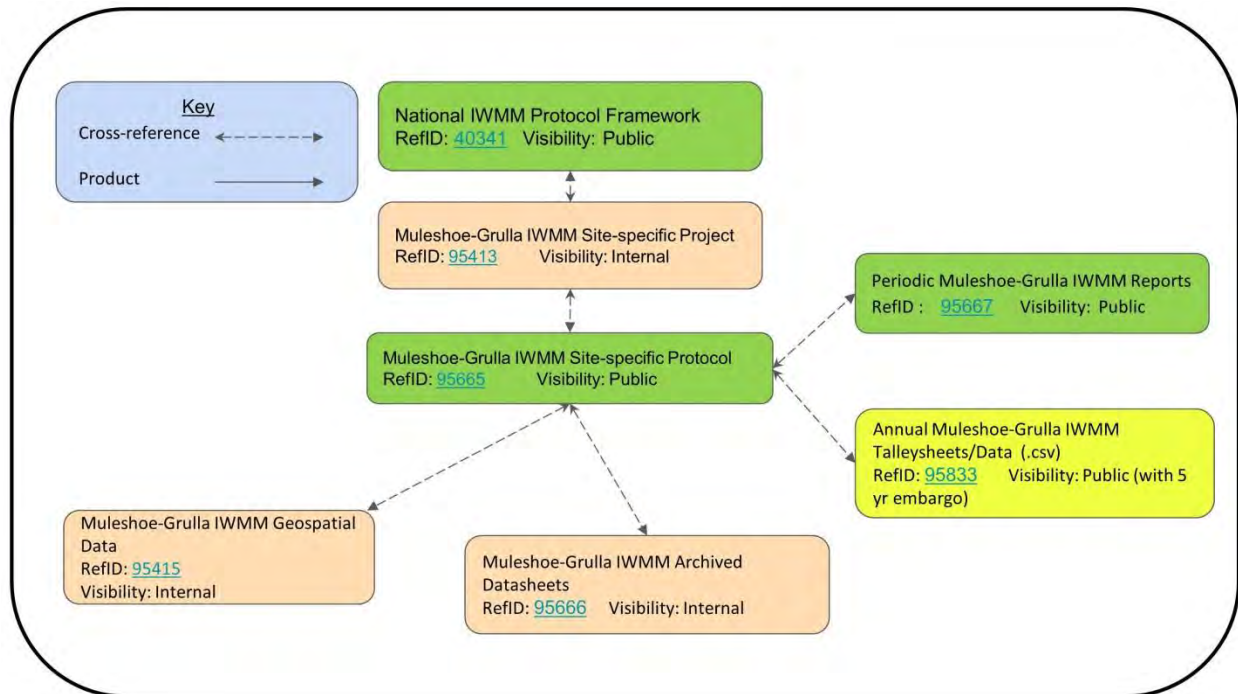 Key
Cross-reference
Product
National IWMM Protocol Framework
RefID: 40341 Visibility: Public
Muleshoe-Grulla IWMM Site-specific Project
RefID: 95413 Visibility: Internal
Muleshoe-Grulla IWMM Site-specific Protocol
RefID: 95665 Visibility: Public
Periodic Muleshoe-Grulla IWMM Reports
RefID : 95667 Visibility: Public
Annual Muleshoe-Grulla IWMM
Talleysheets/Data (.csv)
RefID: 95833 Visibility: Public (with 5
yr embargo)
Muleshoe-Grulla IWMM Geospatial
Data
RefID: 95415
Visibility: Internal
Muleshoe-Grulla IWMM Archived
Datasheets
RefID: 95666 Visibility: Internal